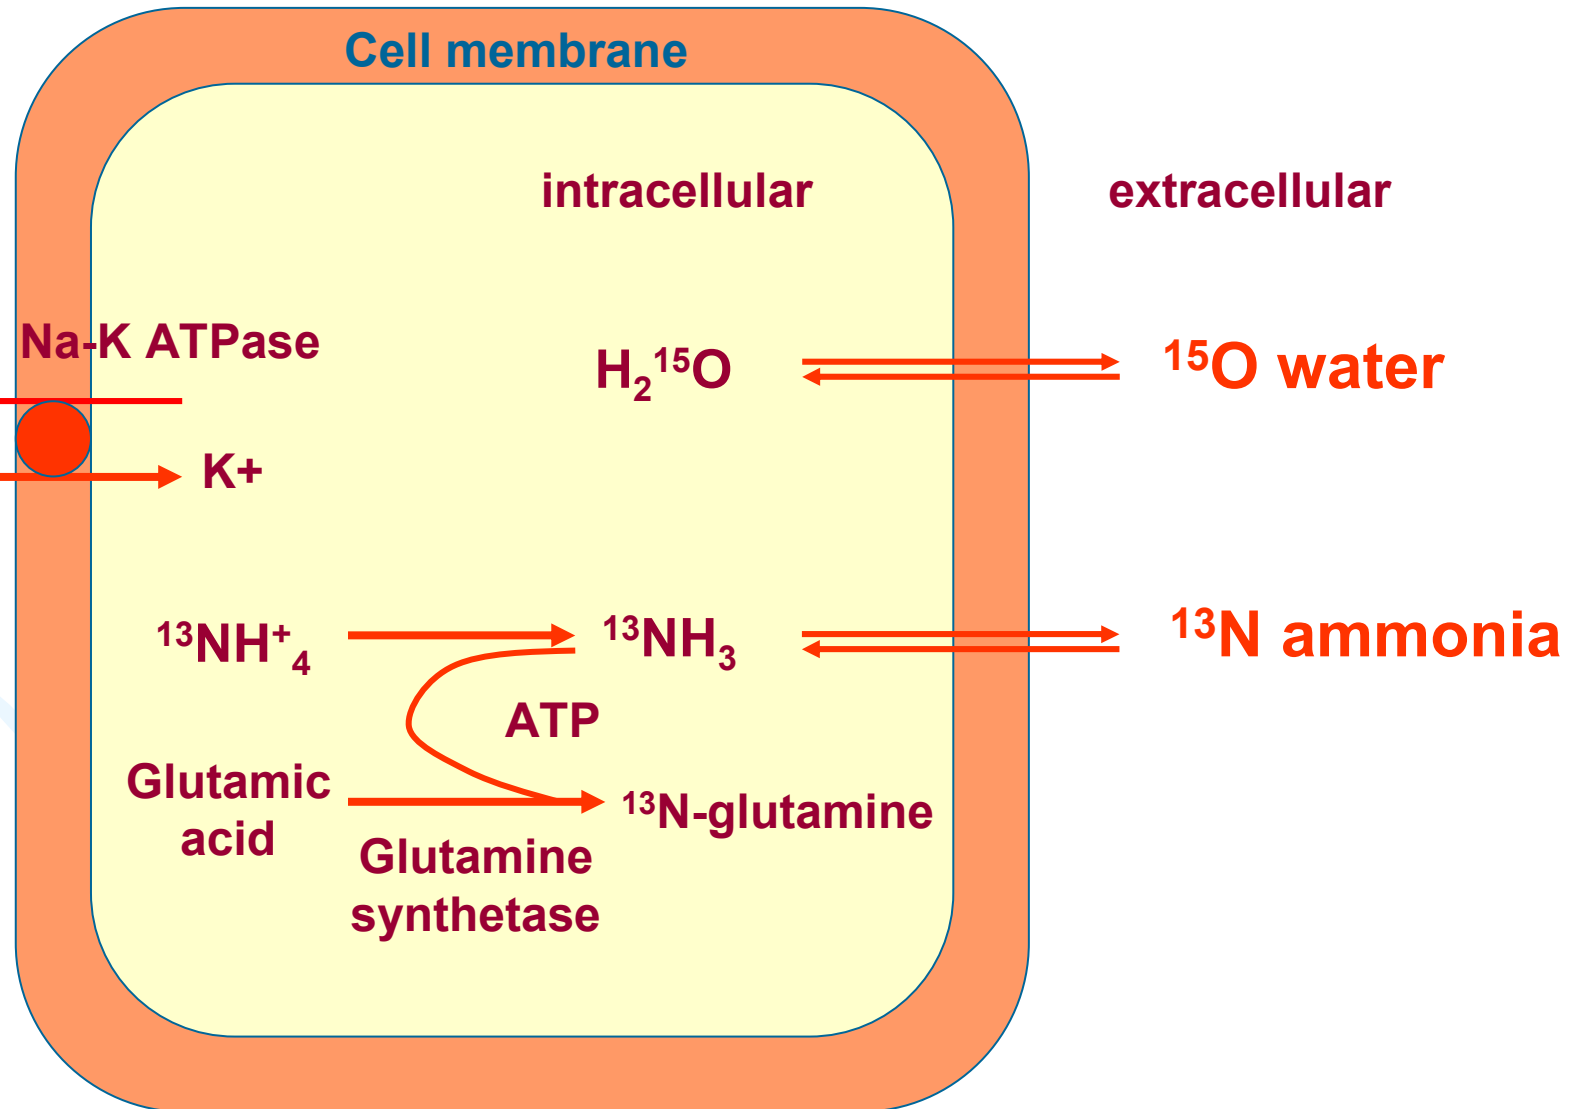 Cell membrane
intracellular
extracellular
Na-K ATPase
H₂¹⁵O
¹⁵O water
K+
¹³NH⁺₄
¹³NH₃
¹³N ammonia
ATP
Glutamic
acid
¹³N-glutamine
Glutamine
synthetase